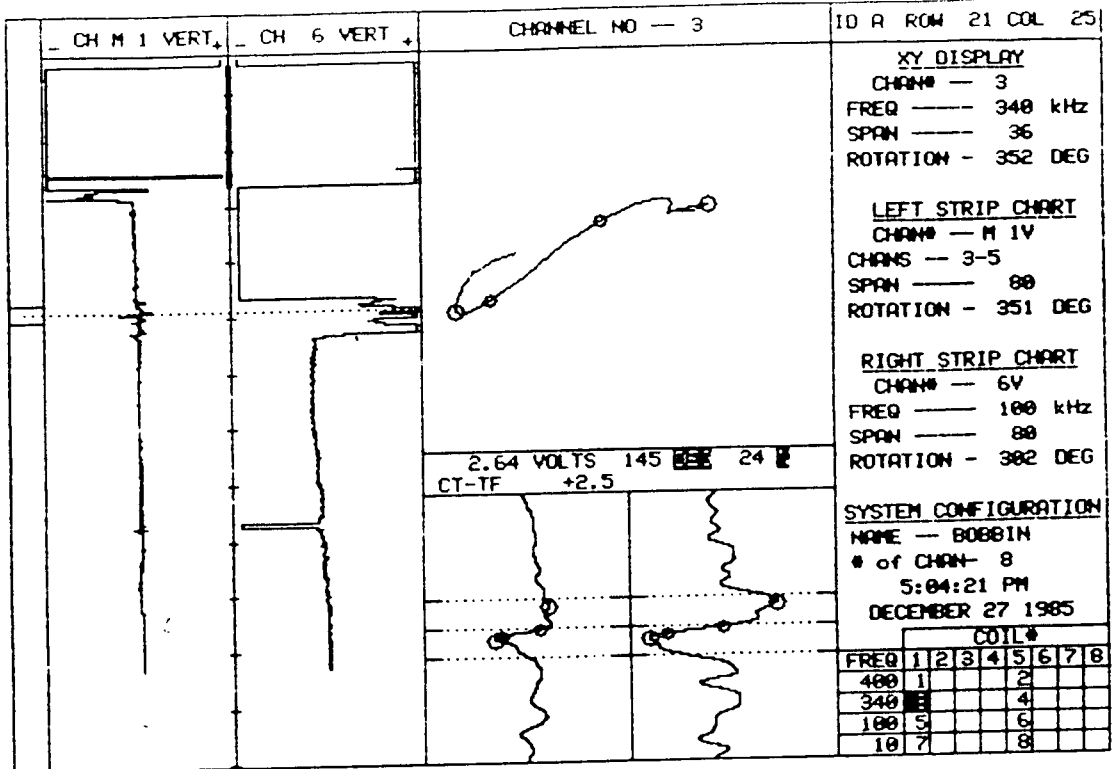 _ CH M 1 VERT +
_ CH 6 VERT +
CHANNEL NO -- 3
2.64 VOLTS 145 24
CT-TF +2.5
ID A ROW 21 COL 25
XY DISPLAY
CHAN# -- 3
FREQ ---- 340 kHz
SPAN ---- 36
ROTATION - 352 DEG
LEFT STRIP CHART
CHAN# -- M 1V
CHANS -- 3-5
SPAN ---- 80
ROTATION - 351 DEG
RIGHT STRIP CHART
CHAN# -- 6V
FREQ ---- 100 kHz
SPAN ---- 80
ROTATION - 302 DEG
SYSTEM CONFIGURATION
NAME -- BOBBIN
# of CHAN- 8
5:04:21 PM
DECEMBER 27 1985
COIL#
FREQ 1 2 3 4 5 6 7 8
400 1 2
340 4
100 5 6
10 7 8